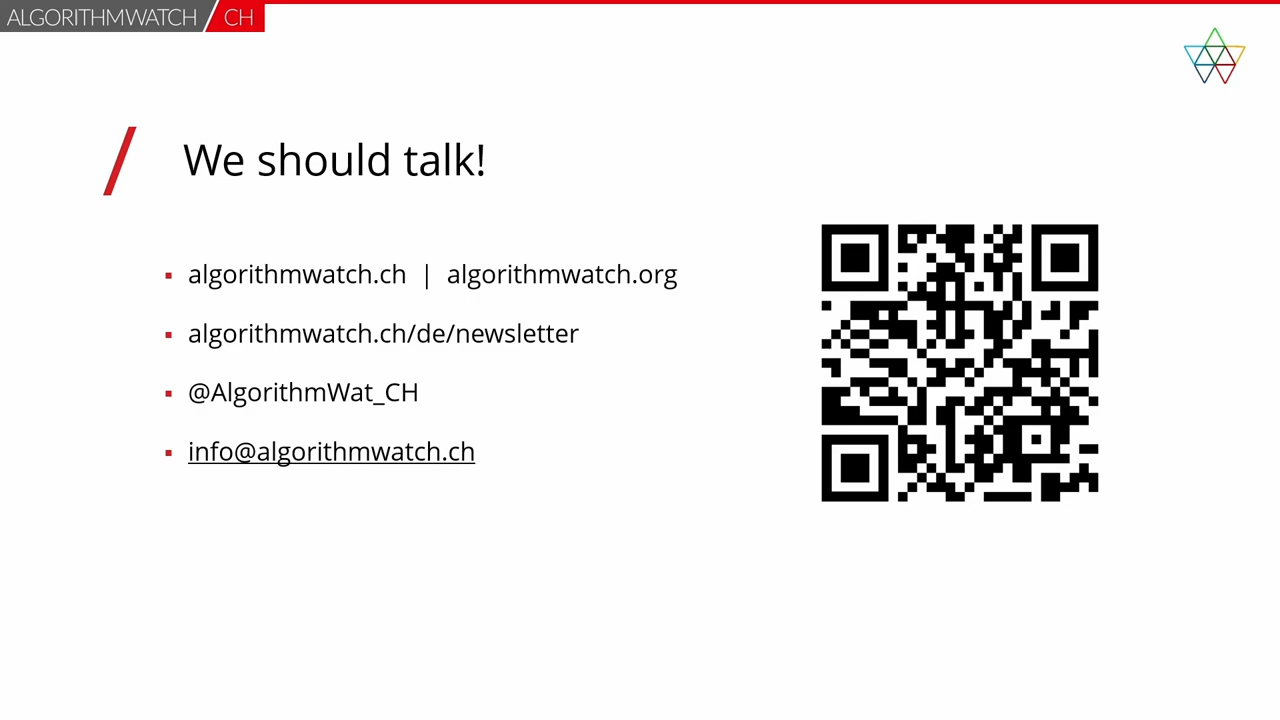 ALGORITHMWATCH CH
We should talk!
algorithmwatch.ch | algorithmwatch.org
algorithmwatch.ch/de/newsletter
@AlgorithmWat_CH
info@algorithmwatch.ch